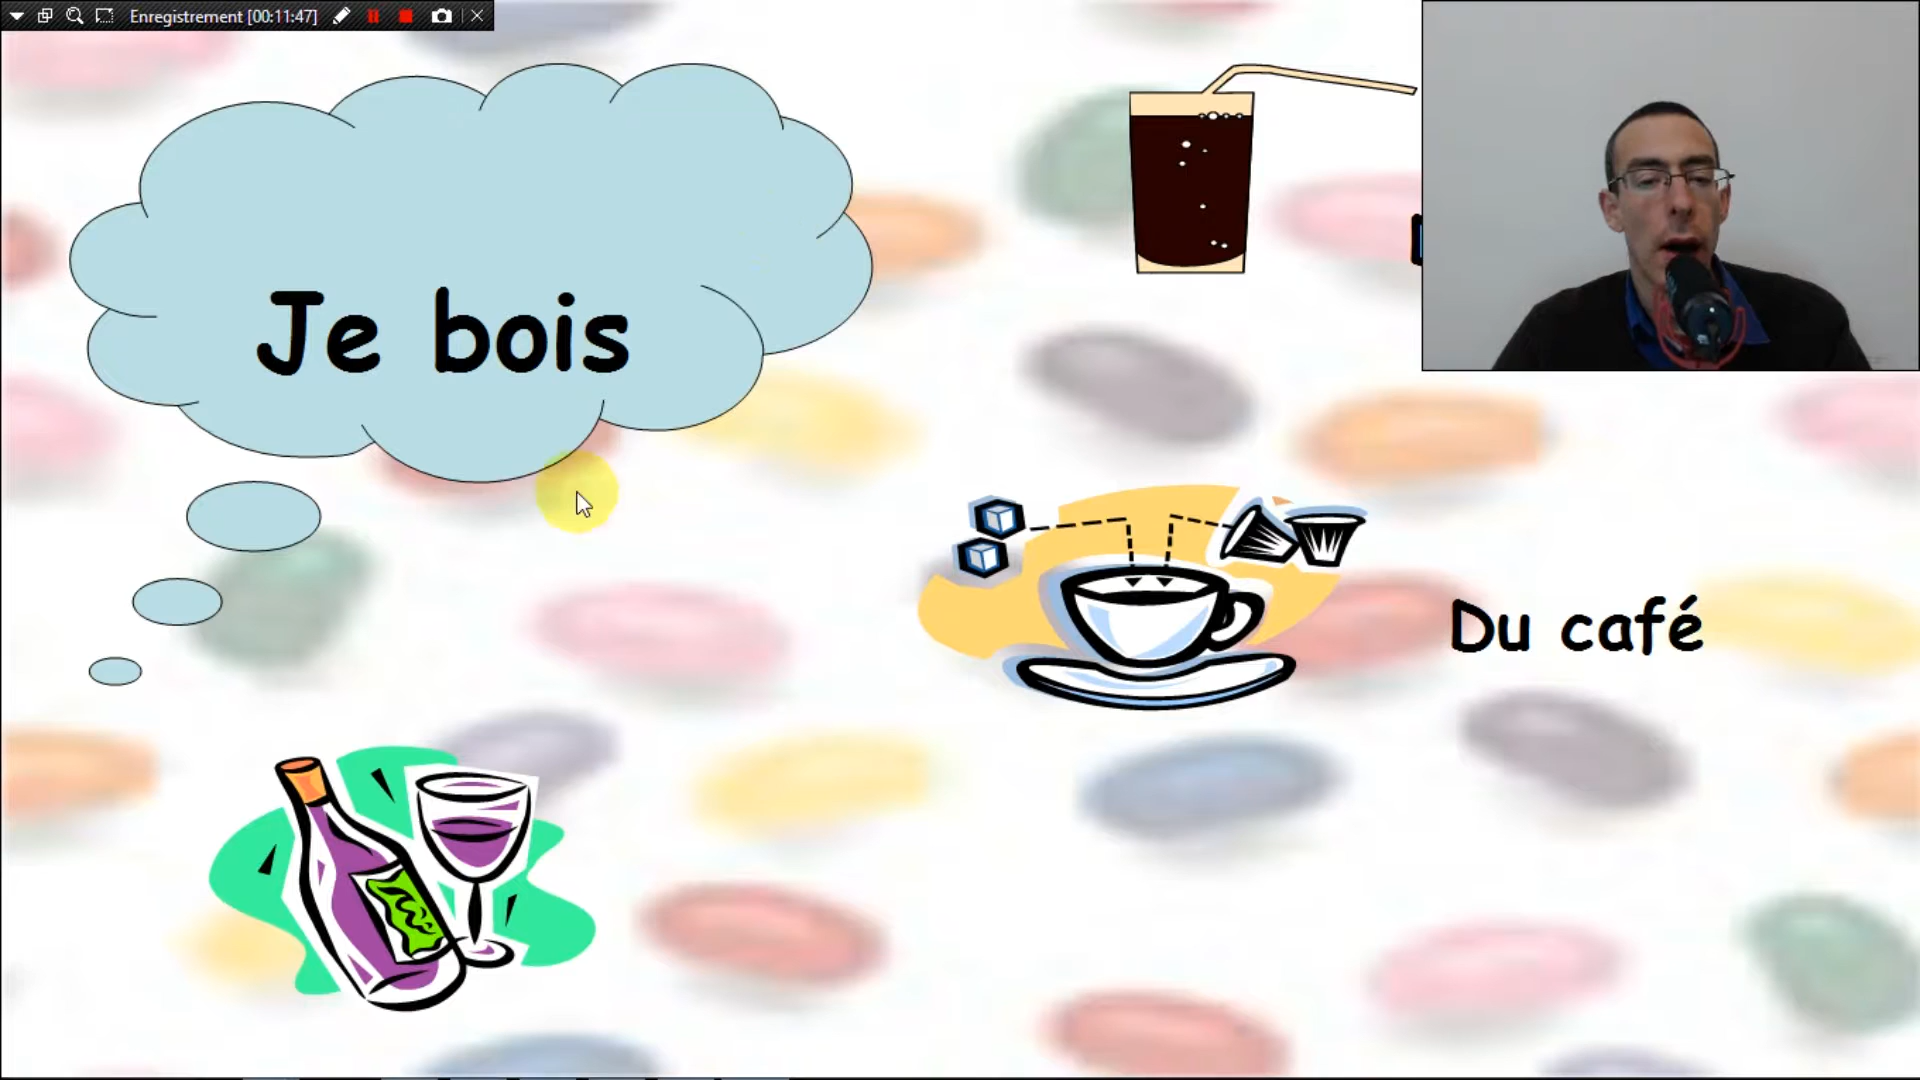 Enregistrement [00:11:47]
Je bois
Du café